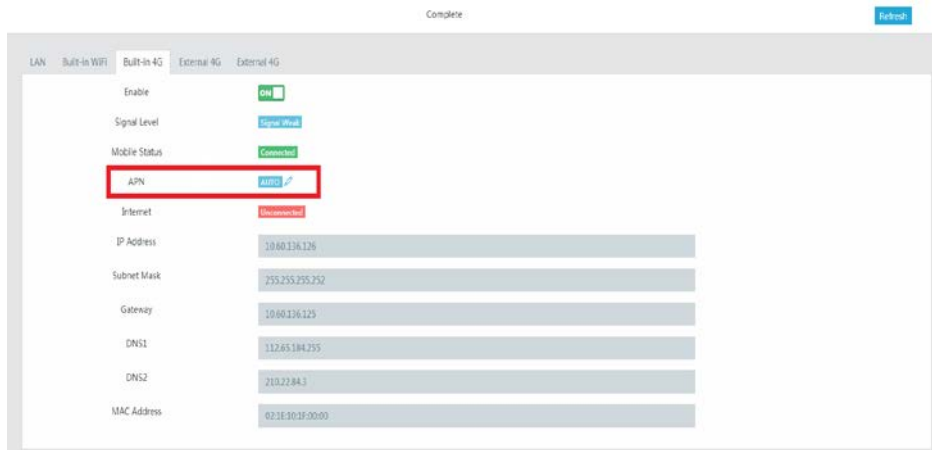 Complete
Refresh
LAN Built-in WiFi Built-in 4G External 4G External 4G
Enable ON
Signal Level Signal Weak
Mobile Status Connected
APN AUTO
Internet Unconnected
IP Address 10.60.136.126
Subnet Mask 255.255.255.252
Gateway 10.60.136.125
DNS1 112.65.184.255
DNS2 210.22.84.3
MAC Address 02:1E:10:1F:00:00